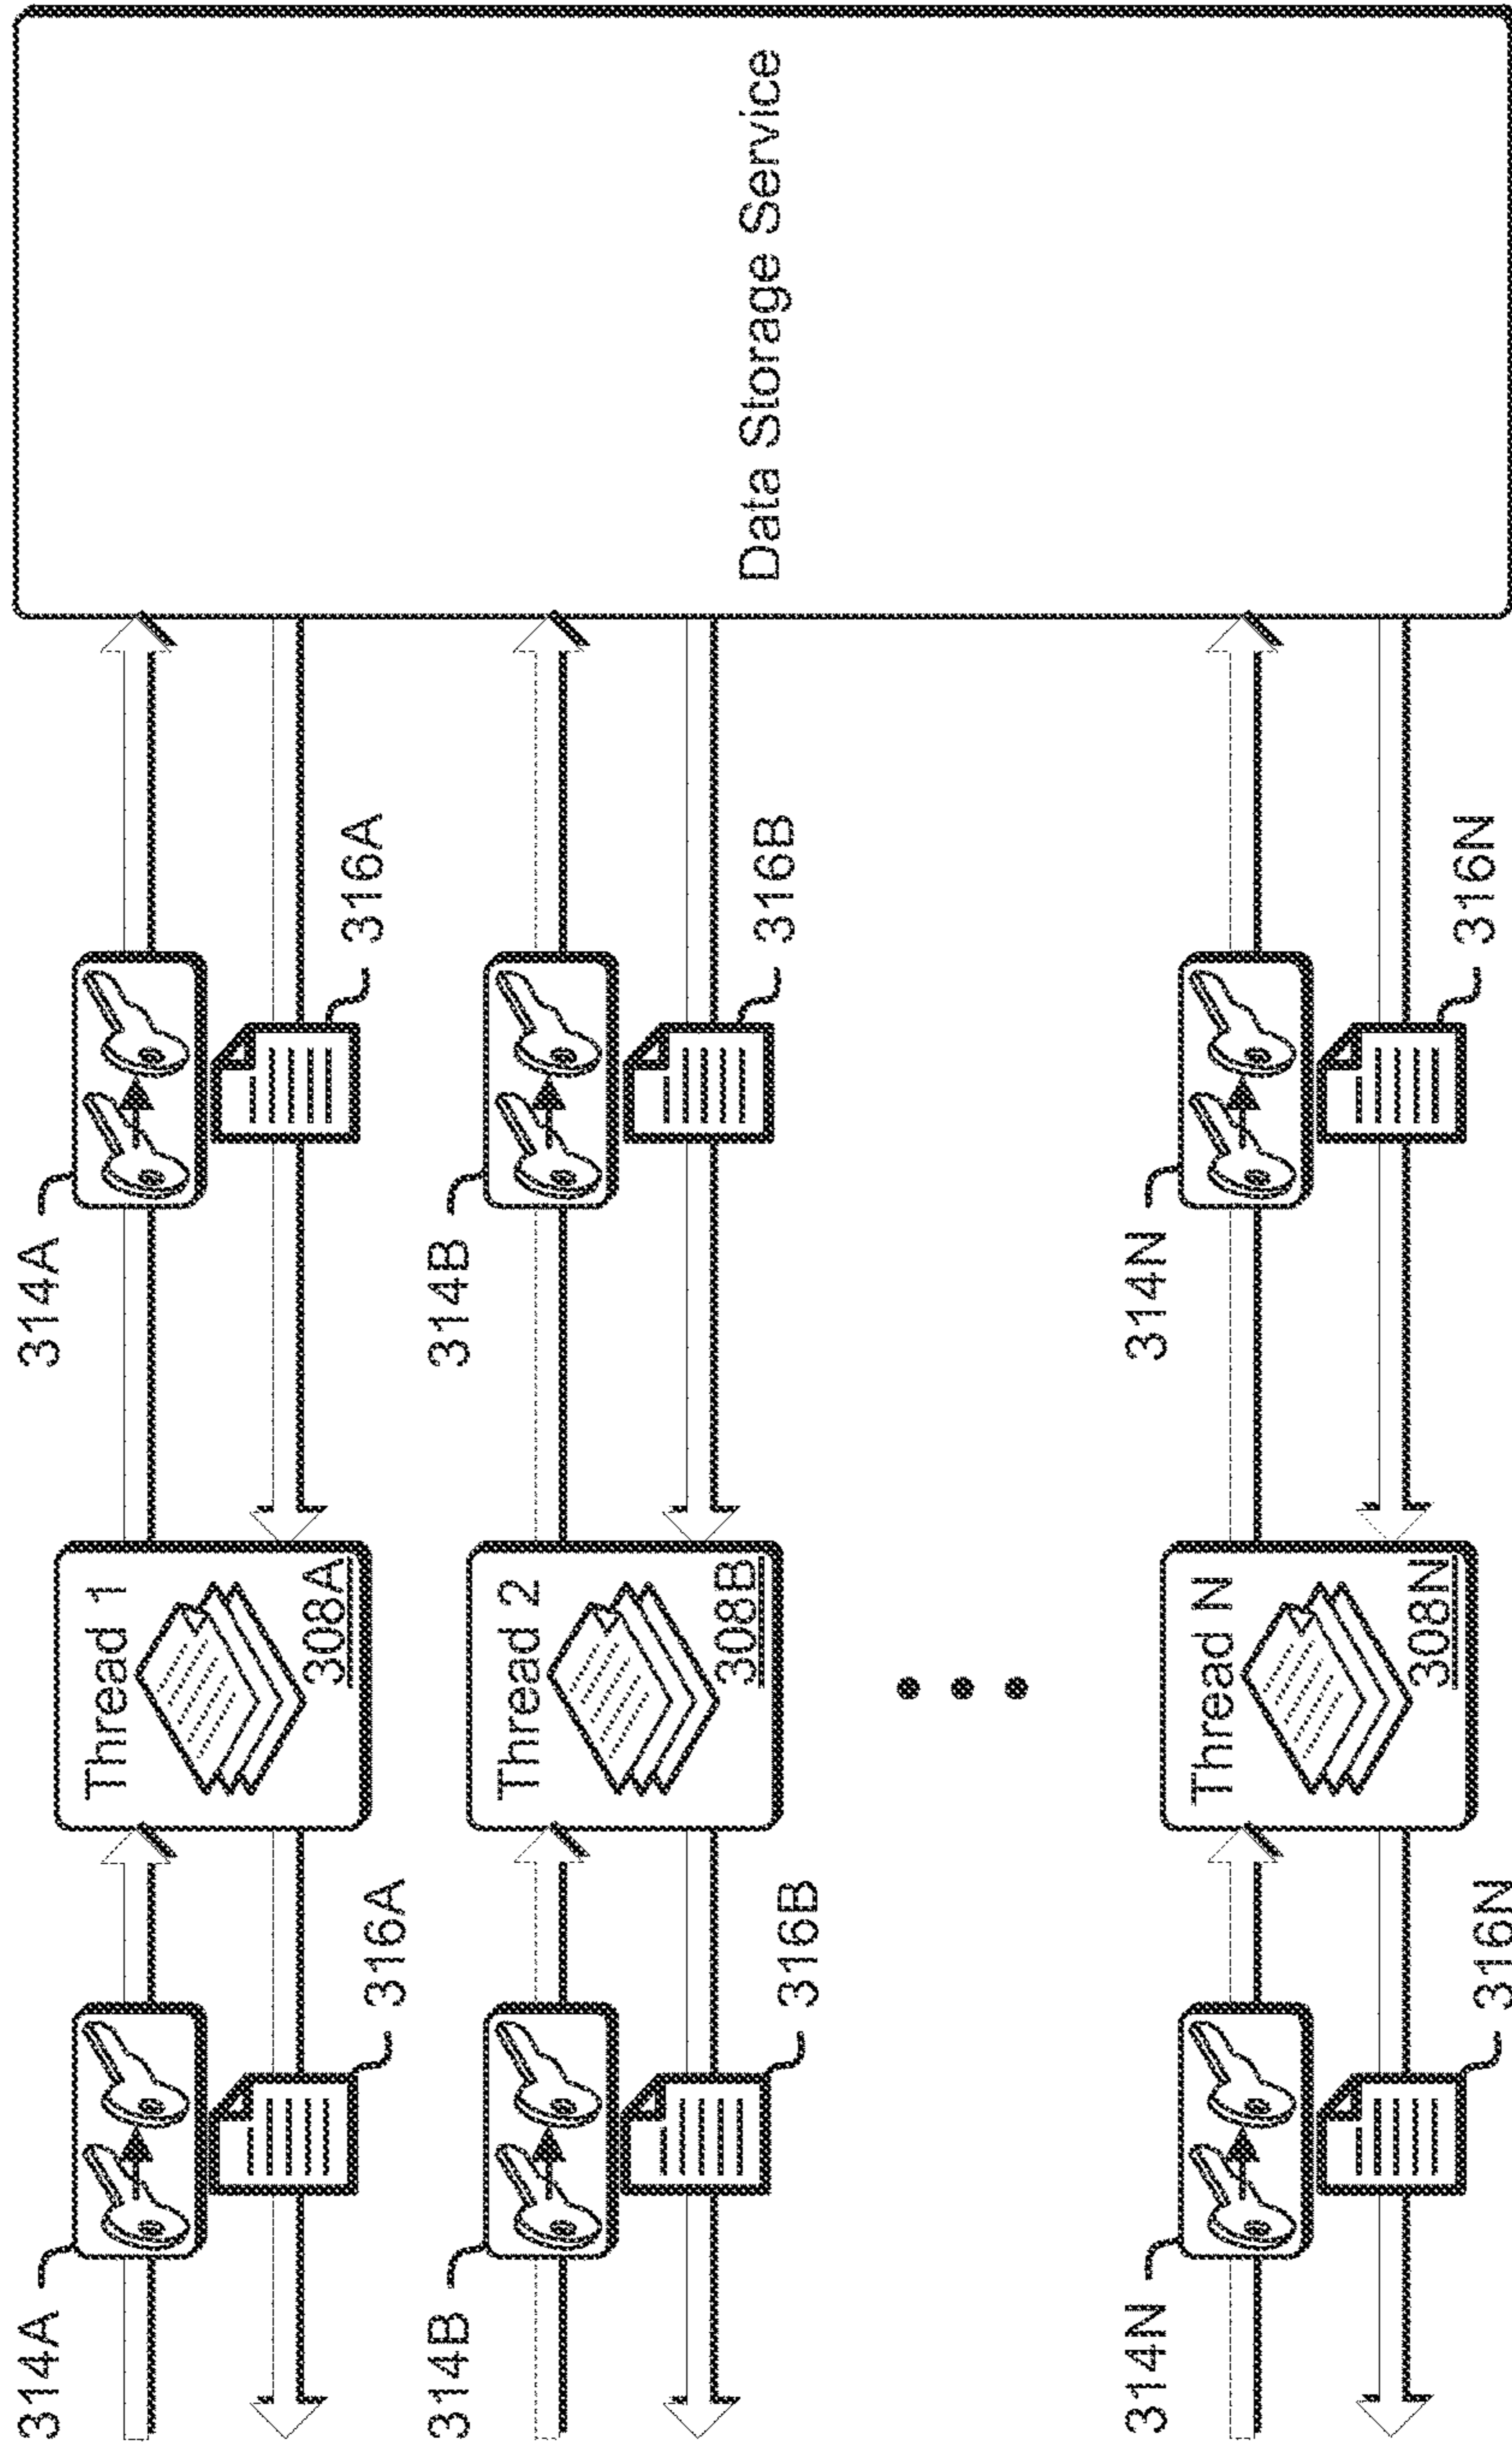 314A
Thread 1
308A
316A
314A
316A
314B
Thread 2
308B
316B
314B
316B
314N
Thread N
308N
316N
314N
316N
Data Storage Service